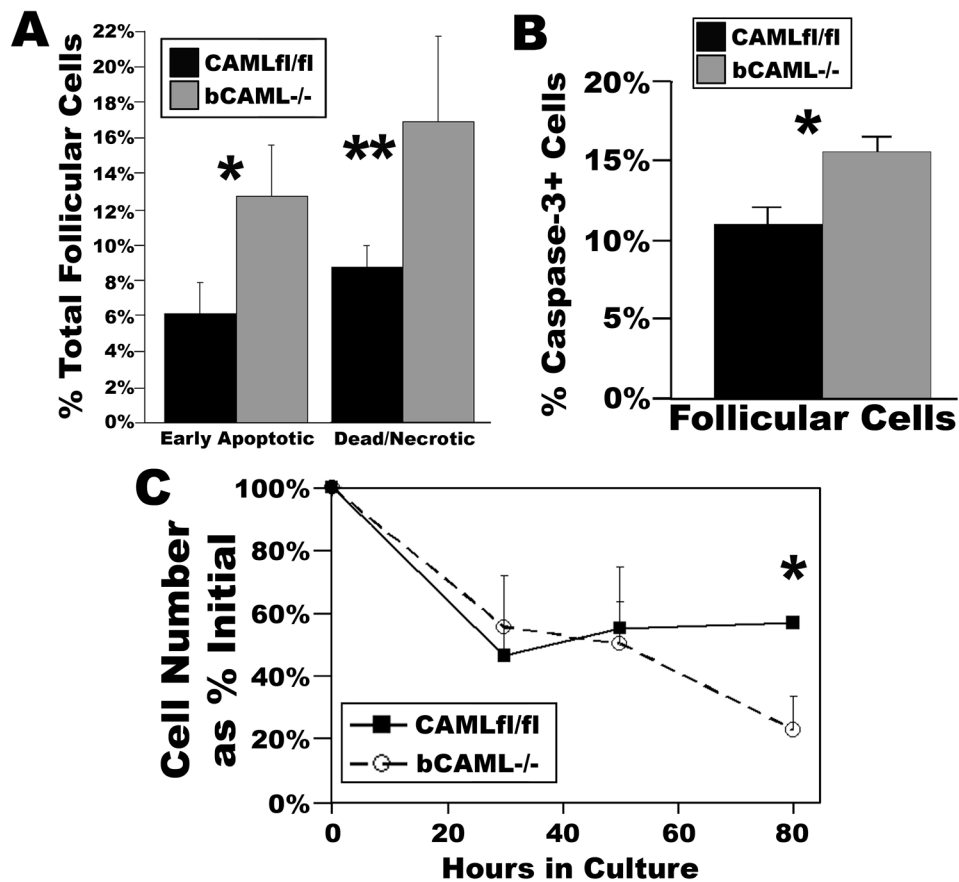 A
% Total Follicular Cells
22%
20%
18%
16%
14%
12%
10%
8%
6%
4%
2%
0%
CAMLfl/fl
bCAML-/-
*
**
Early Apoptotic
Dead/Necrotic
B
% Caspase-3+ Cells
20%
15%
10%
5%
0%
CAMLfl/fl
bCAML-/-
*
Follicular Cells
C
Cell Number
as % Initial
100%
80%
60%
40%
20%
0%
*
CAMLfl/fl
bCAML-/-
0 20 40 60 80
Hours in Culture